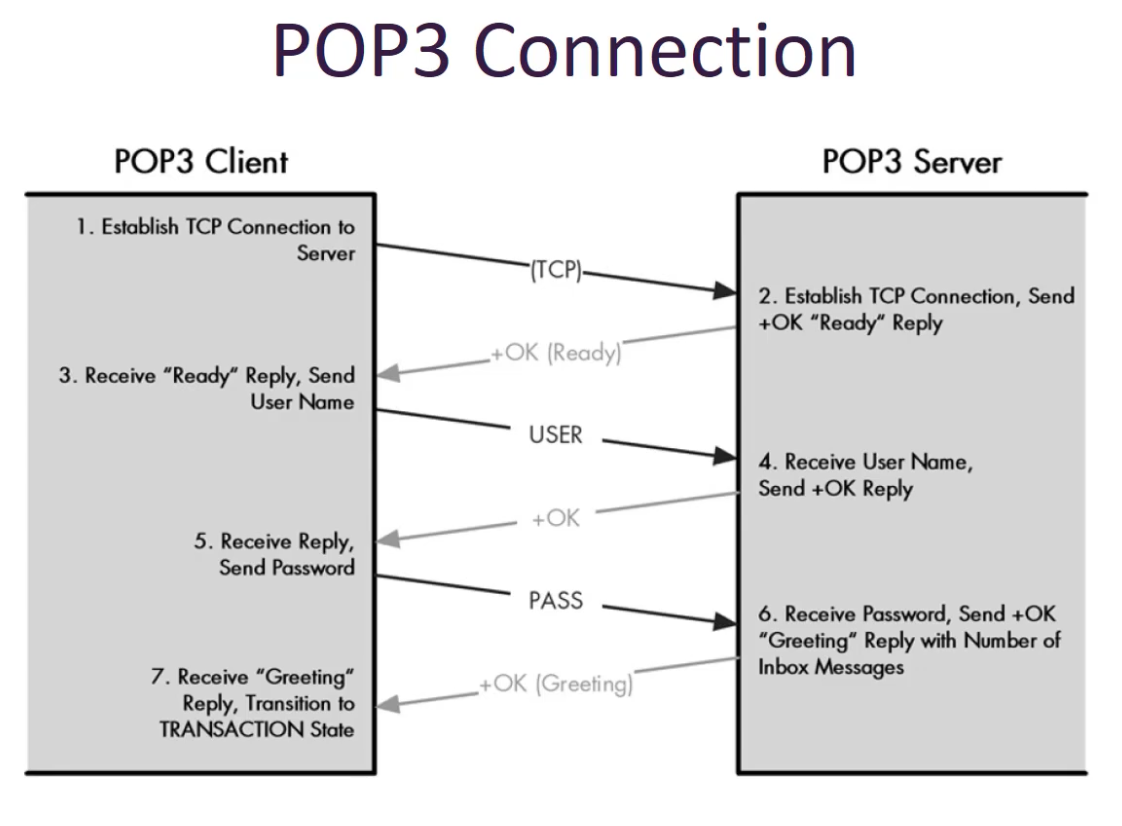 POP3 Connection
POP3 Client
POP3 Server
1. Establish TCP Connection to
Server
(TCP)
2. Establish TCP Connection, Send
+OK “Ready” Reply
+OK (Ready)
3. Receive “Ready” Reply, Send
User Name
USER
4. Receive User Name,
Send +OK Reply
+OK
5. Receive Reply,
Send Password
PASS
6. Receive Password, Send +OK
“Greeting” Reply with Number of
Inbox Messages
+OK (Greeting)
7. Receive “Greeting”
Reply, Transition to
TRANSACTION State